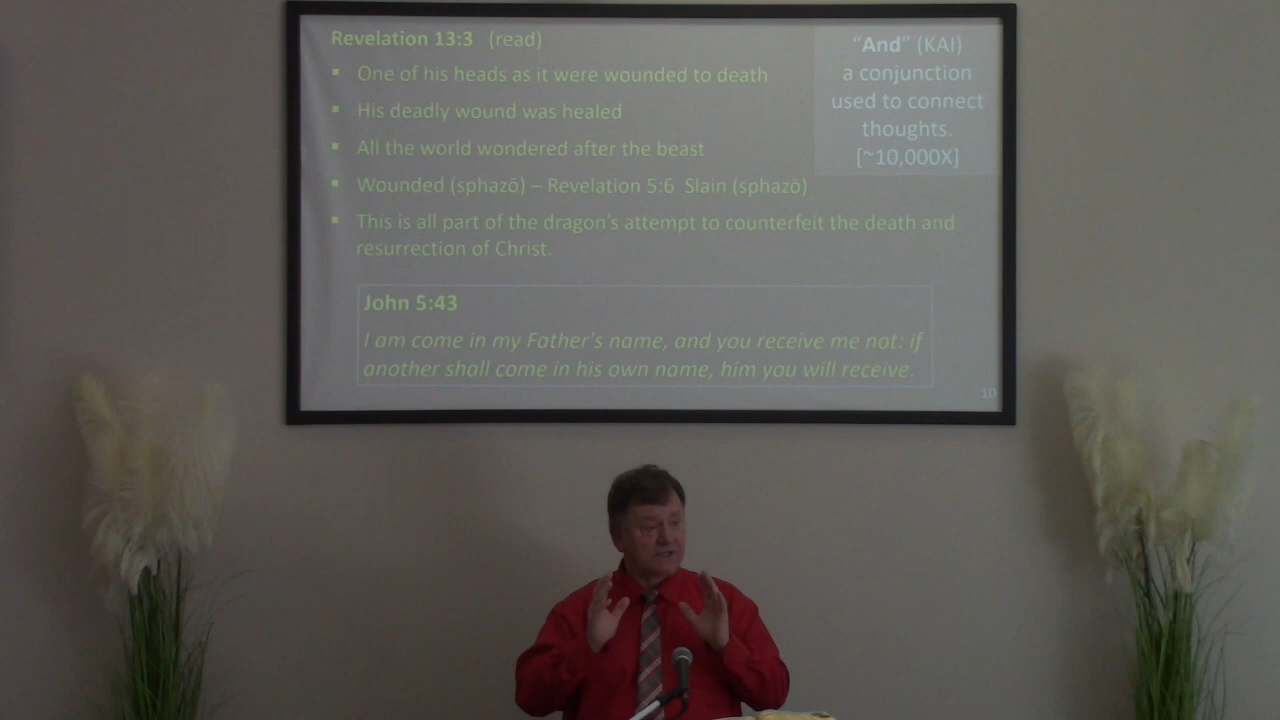 Revelation 13:3 (read)
▪ One of his heads as it were wounded to death
▪ His deadly wound was healed
▪ All the world wondered after the beast
▪ Wounded (sphazō) – Revelation 5:6 Slain (sphazō)
▪ This is all part of the dragon's attempt to counterfeit the death and
resurrection of Christ.
"And" (KAI)
a conjunction
used to connect
thoughts.
[~10,000X]
John 5:43
I am come in my Father's name, and you receive me not: if
another shall come in his own name, him you will receive.
10